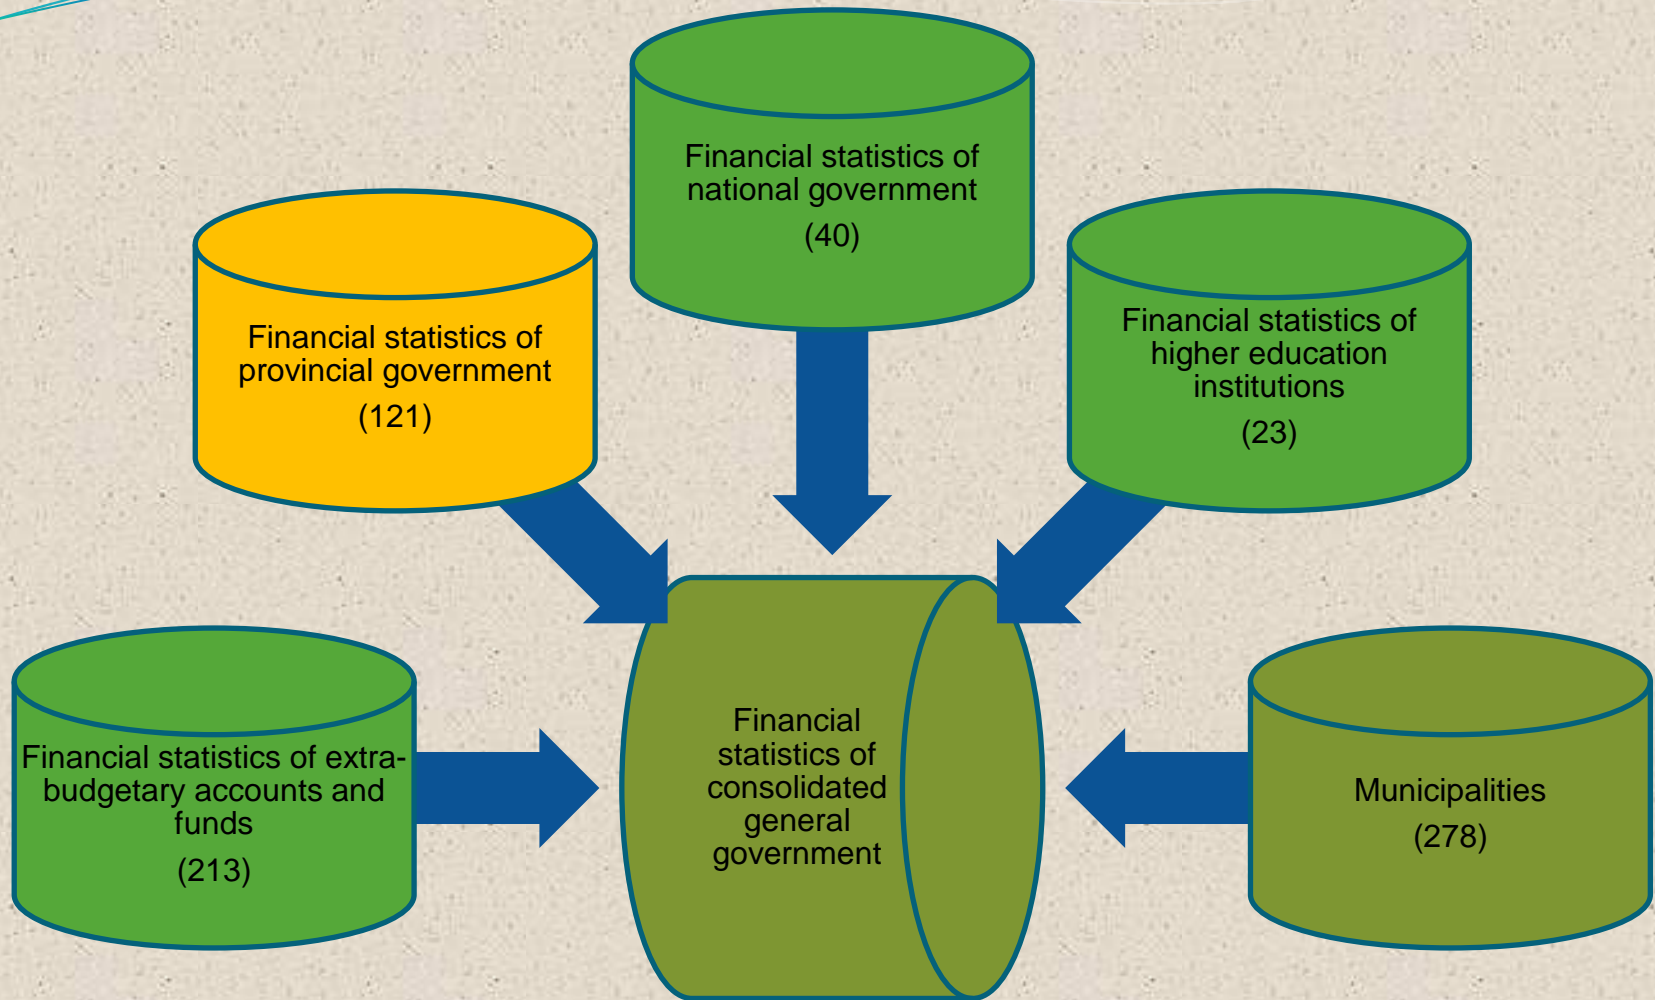 Financial statistics of
national government
(40)
Financial statistics of
provincial government
(121)
Financial statistics of
higher education
institutions
(23)
Financial statistics of extra-
budgetary accounts and
funds
(213)
Financial
statistics of
consolidated
general
government
Municipalities
(278)